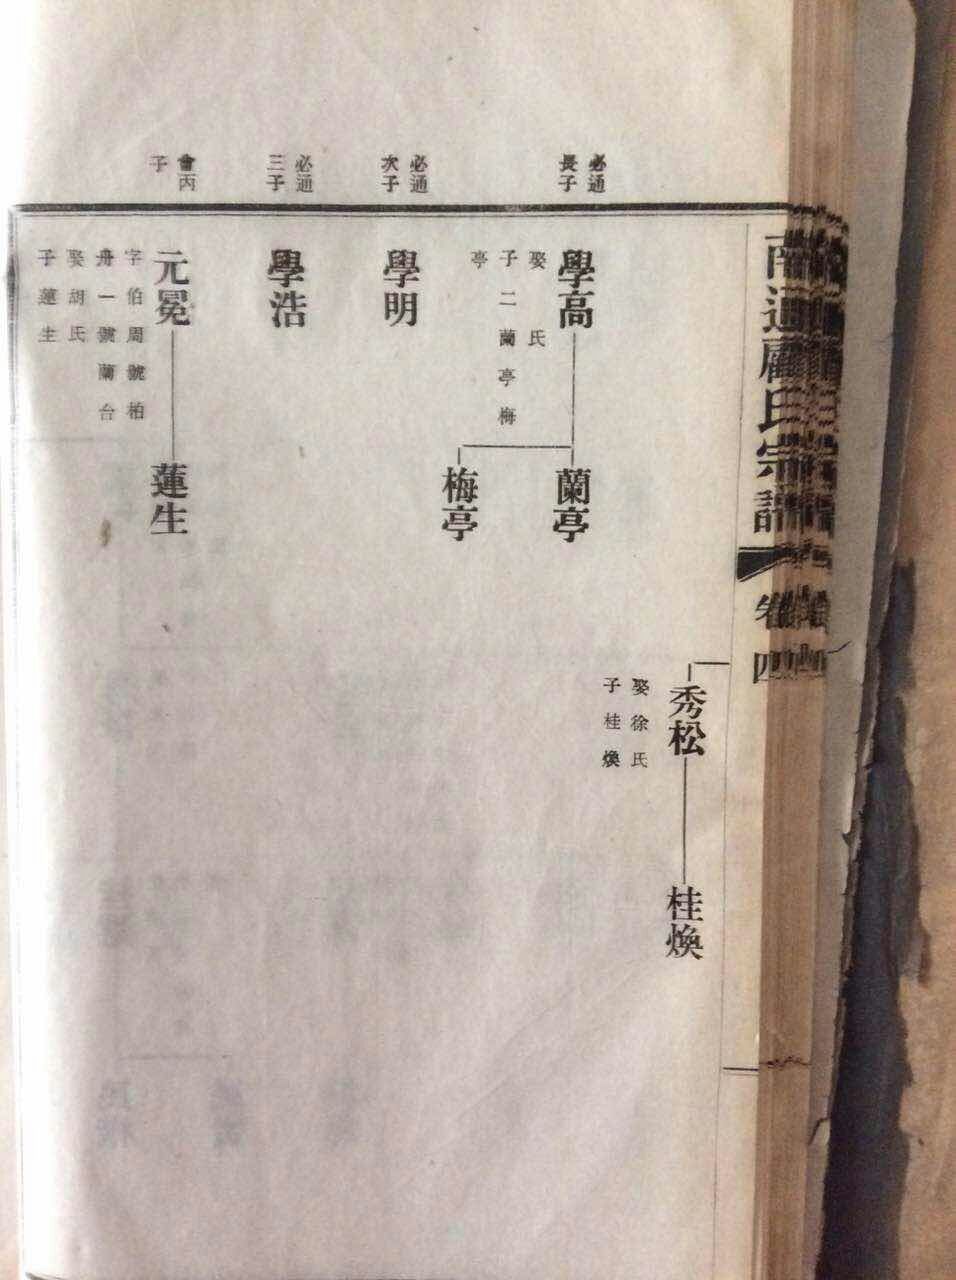 南通顧氏宗譜
卷四
秀松
娶徐氏
子桂煥
桂煥
必通
長子
學高
娶 氏
子二蘭亭梅
亭
蘭亭
梅亭
必通
次子
學明
必通
三子
學浩
會丙
子
元冕
字伯周號柏
舟一號蘭台
娶胡氏
子蓮生
蓮生